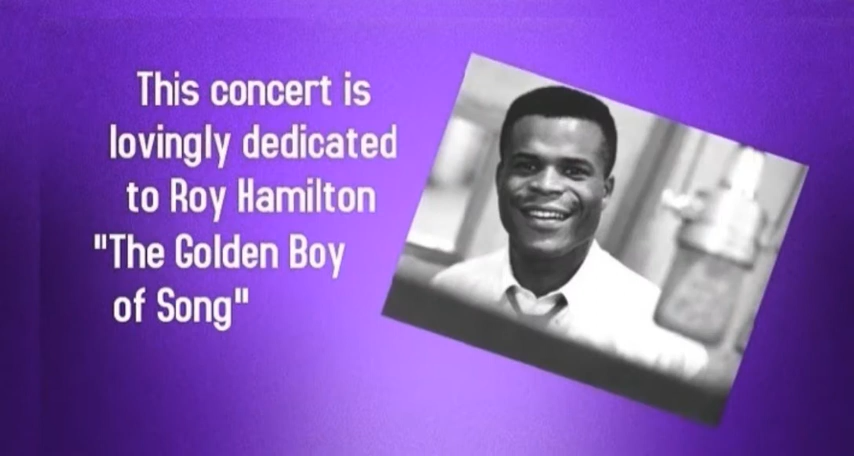 This concert is
lovingly dedicated
to Roy Hamilton
"The Golden Boy
of Song"